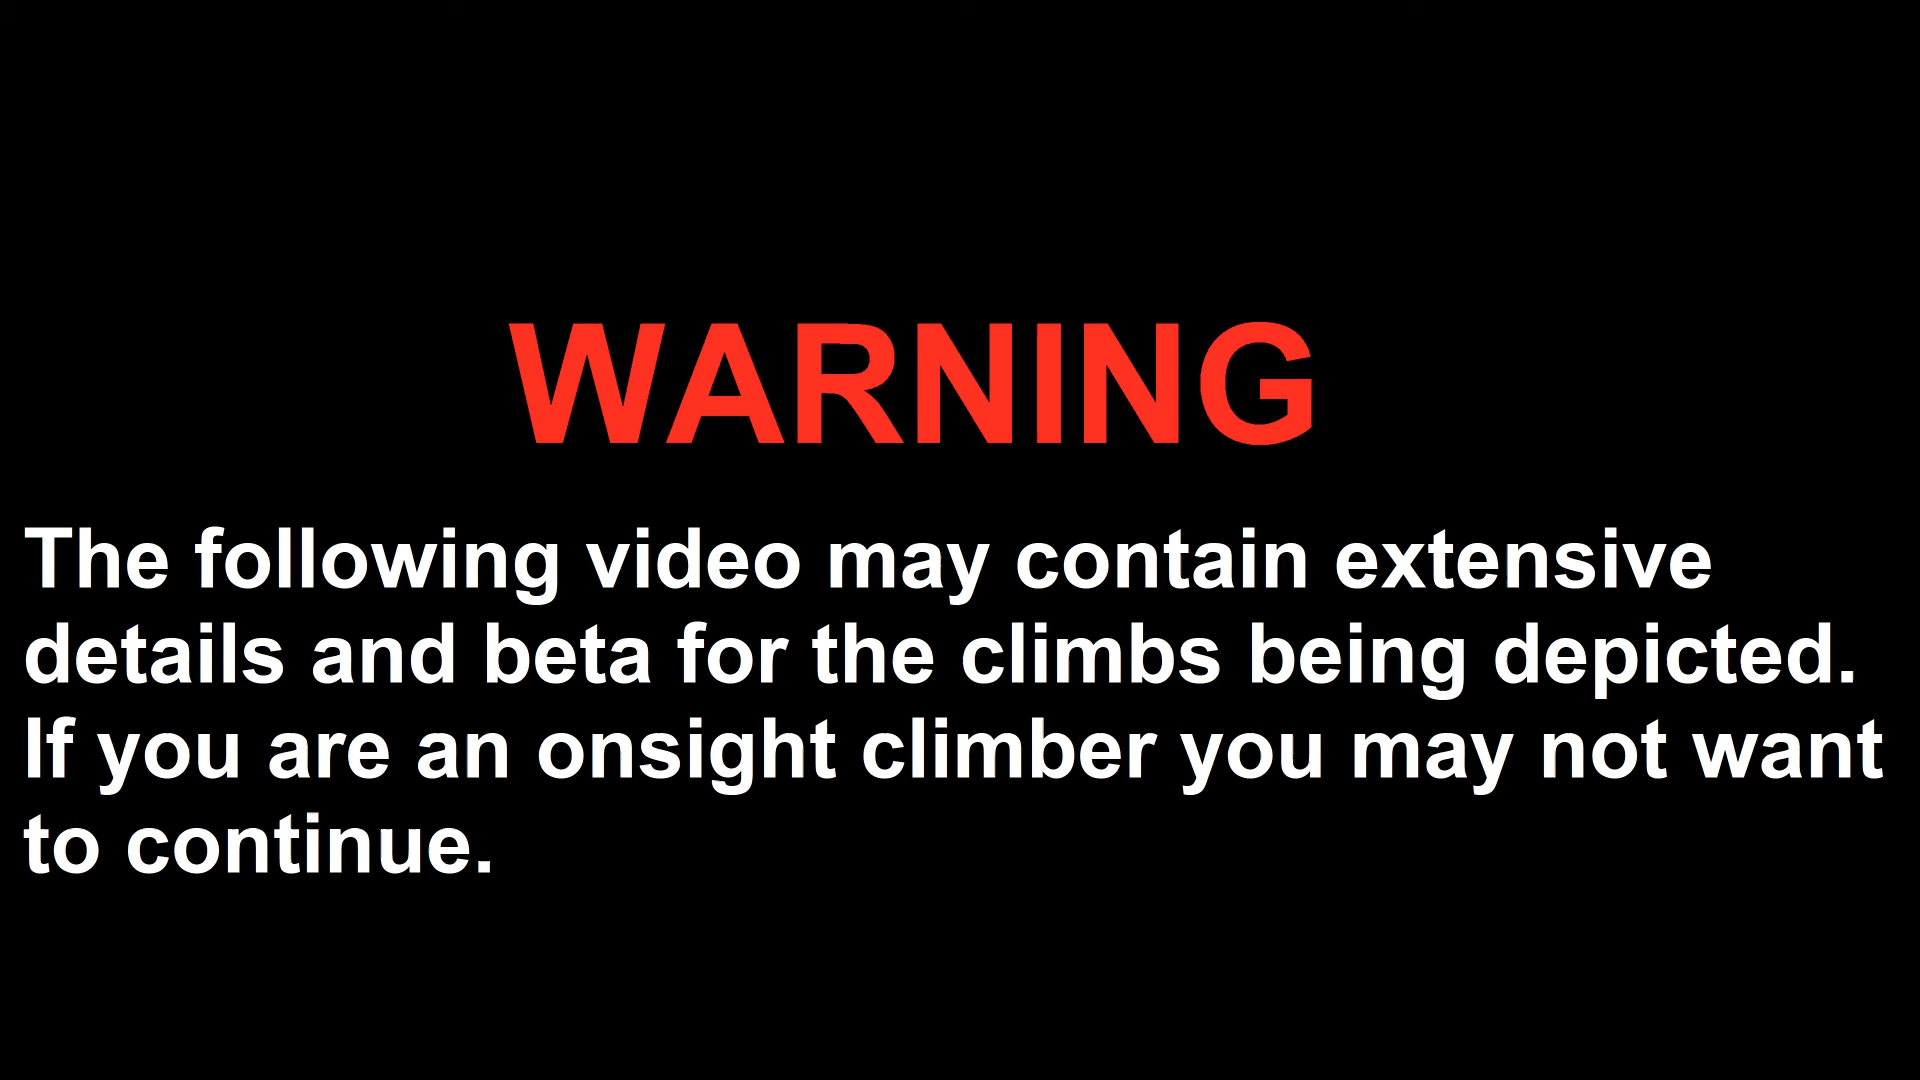 WARNING
The following video may contain extensive
details and beta for the climbs being depicted.
If you are an onsight climber you may not want
to continue.